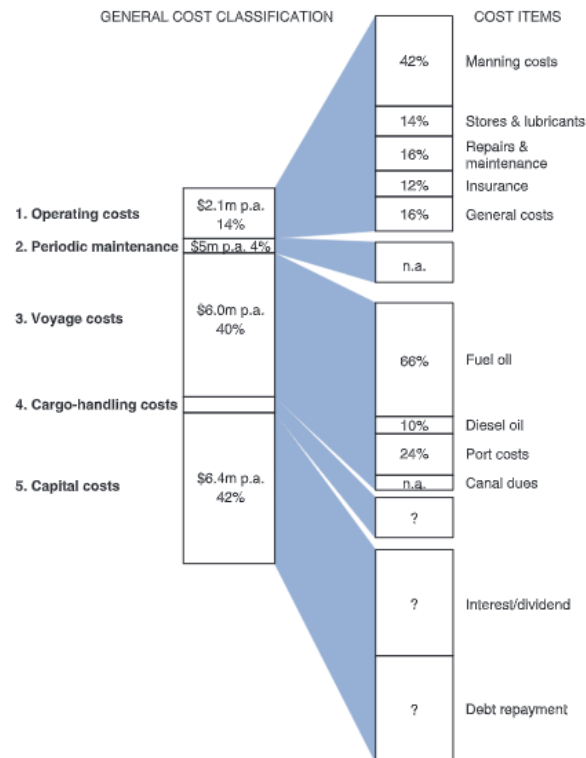 GENERAL COST CLASSIFICATION
COST ITEMS
42% Manning costs
14% Stores & lubricants
16% Repairs &
maintenance
12% Insurance
16% General costs
1. Operating costs $2.1m p.a.
14%
2. Periodic maintenance $5m p.a. 4%
n.a.
3. Voyage costs $6.0m p.a.
40%
66% Fuel oil
10% Diesel oil
24% Port costs
n.a. Canal dues
4. Cargo-handling costs
?
5. Capital costs $6.4m p.a.
42%
? Interest/dividend
? Debt repayment